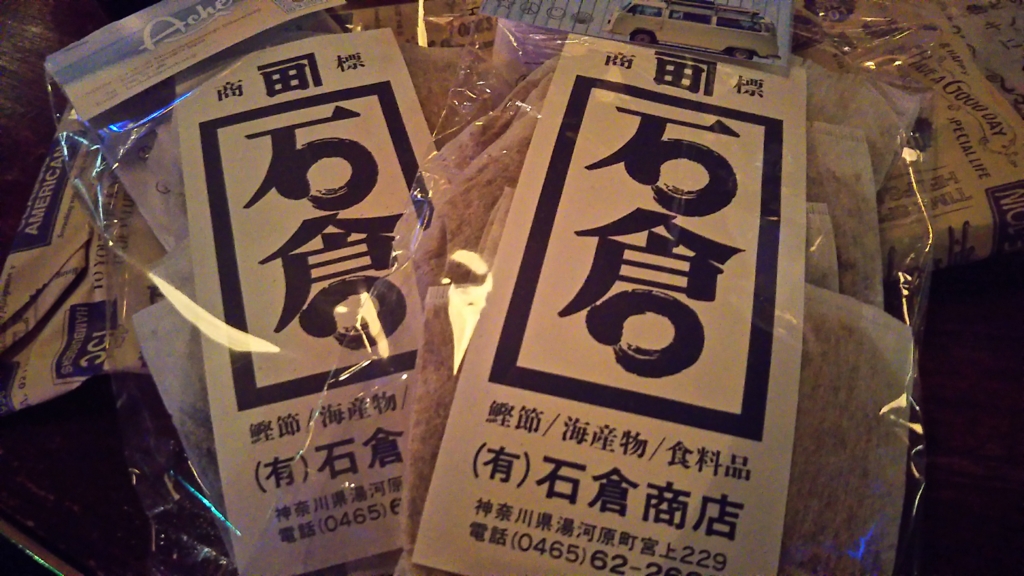 Ache
商 標
石倉
鰹節/海産物/
(有)石倉
神奈川県湯河原
電話(0465)6
商 標
石倉
鰹節/海産物/食料品
(有)石倉商店
神奈川県湯河原町宮上229
電話(0465)62-26
AMERICAN
HAMBURG
GOOD DAY
SPECIAL LIFE